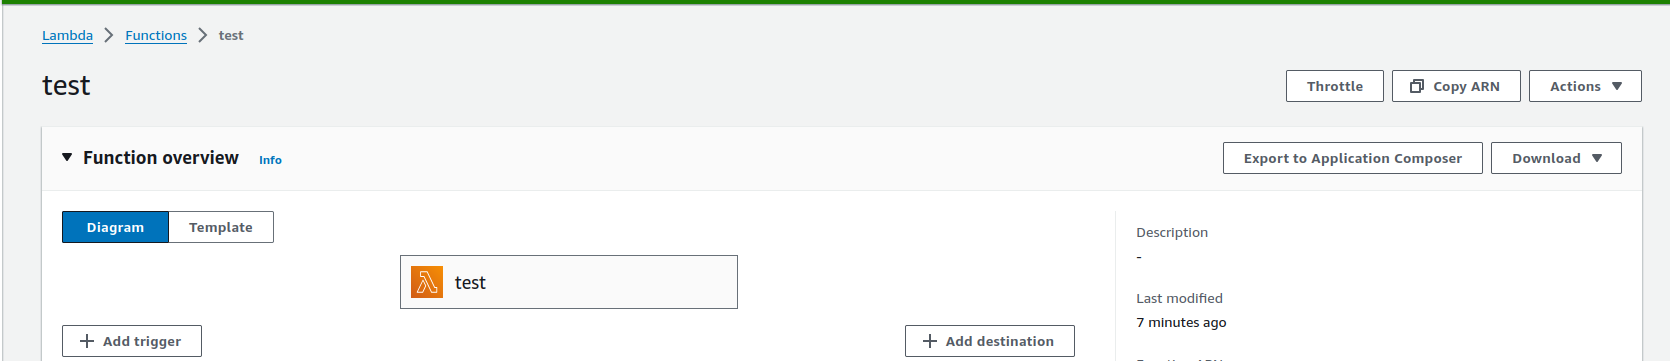 Lambda Functions test
test
Throttle Copy ARN Actions
Function overview Info
Export to Application Composer Download
Diagram Template
test
Add trigger
Add destination
Description
-
Last modified
7 minutes ago